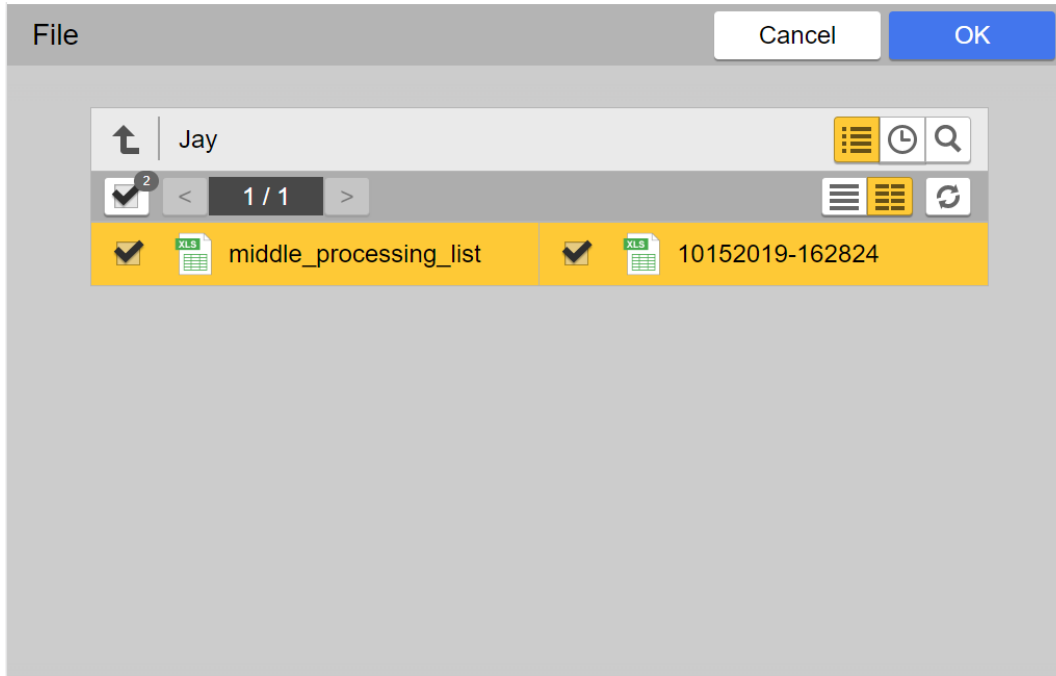 File
Cancel
OK
Jay
2
<
1 / 1
>
XLS
middle_processing_list
XLS
10152019-162824